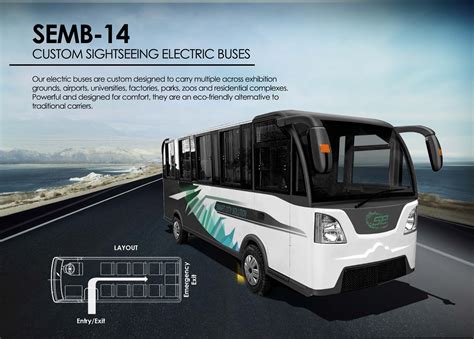 SEMB-14
CUSTOM SIGHTSEEING ELECTRIC BUSES
Our electric buses are custom designed to carry multiple across exhibition
grounds, airports, universities, factories, parks, zoos and residential complexes.
Powerful and designed for comfort, they are an eco-friendly alternative to
traditional carriers.
LAYOUT
Emergency
Exit
Entry/Exit